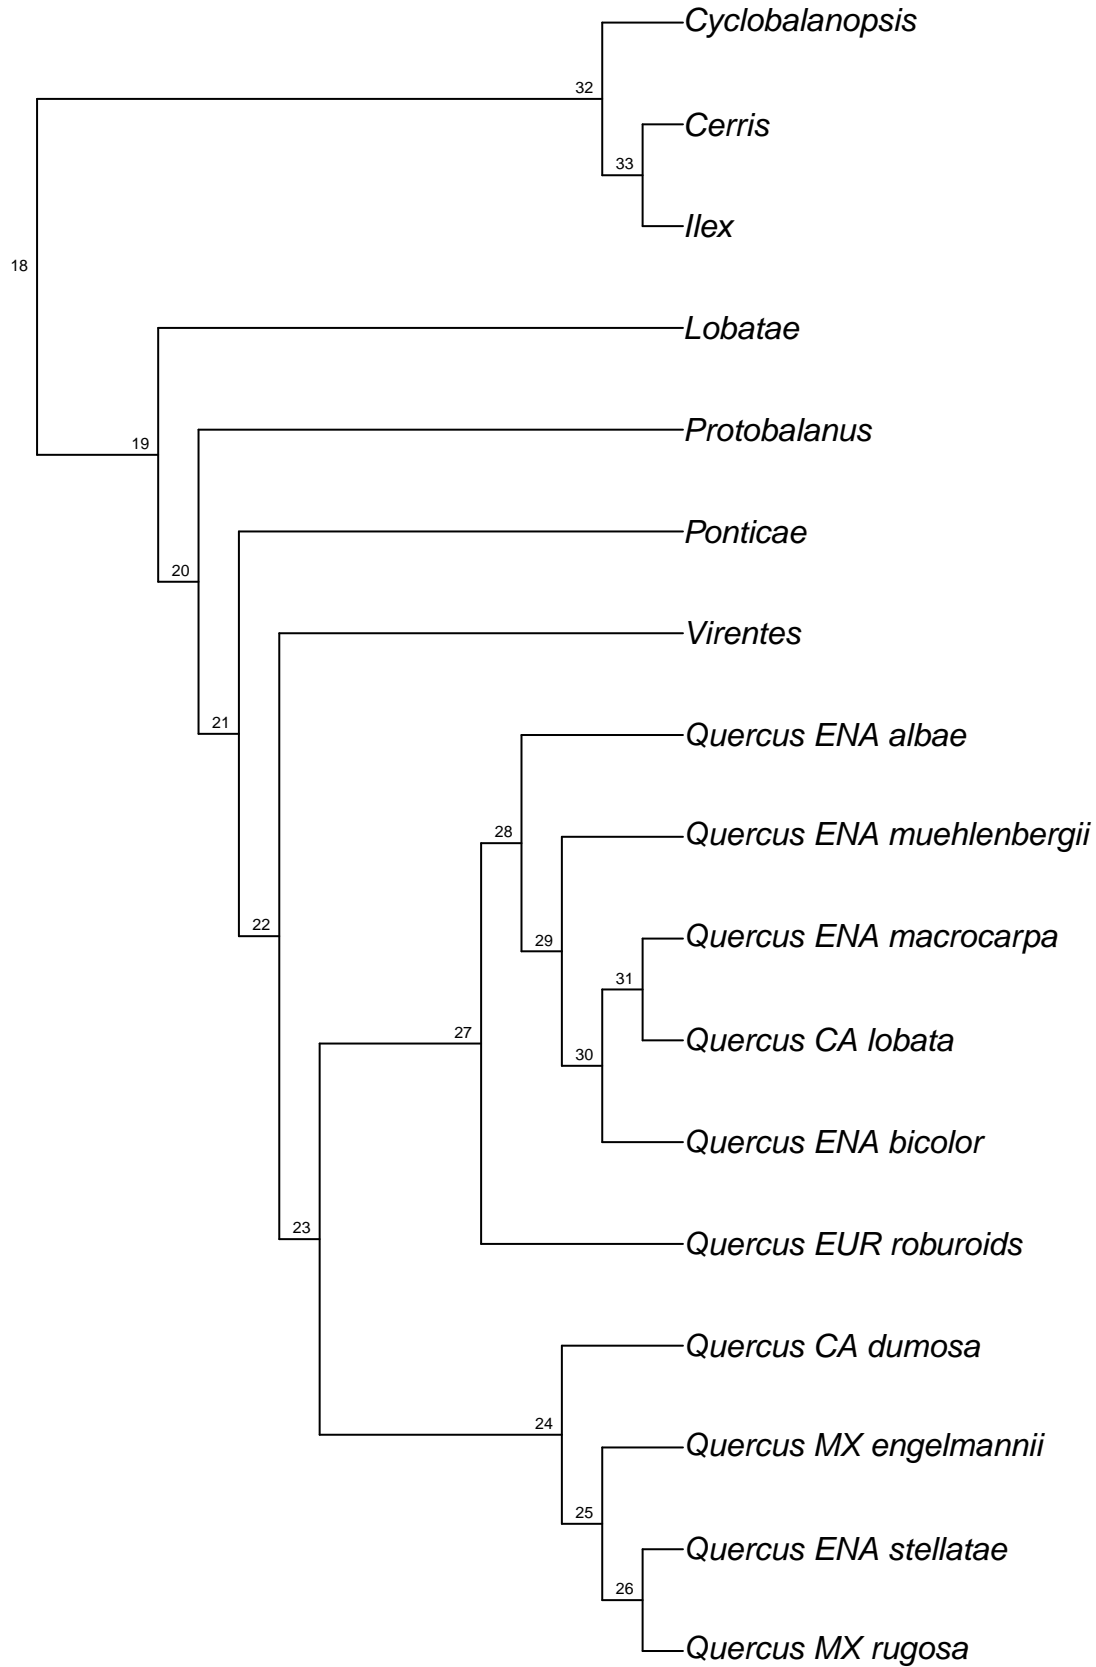 Cyclobalanopsis
32
Cerris
33
Ilex
18
Lobatae
Protobalanus
19
Ponticae
20
Virentes
21
Quercus ENA albae
28
Quercus ENA muehlenbergii
22
Quercus ENA macrocarpa
29
31
27
Quercus CA lobata
30
Quercus ENA bicolor
23
Quercus EUR roburoids
Quercus CA dumosa
24
Quercus MX engelmannii
25
Quercus ENA stellatae
26
Quercus MX rugosa